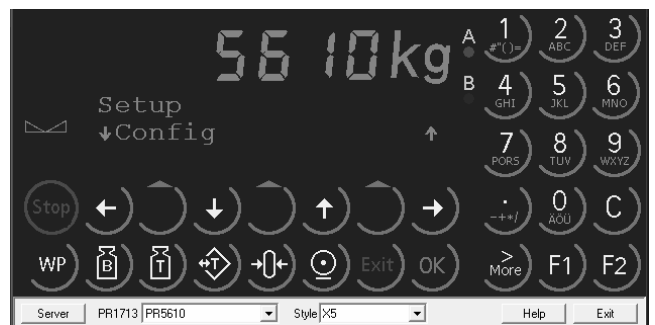 5610kg
A
B
Setup
↓Config ↑
1 #"()=
2 ABC
3 DEF
4 GHI
5 JKL
6 MNO
7 PQRS
8 TUV
9 WXYZ
. -+*/
0 ÄÖÜ
C
Stop
WP
B
T
T
0
Exit
OK
> More
F1
F2
Server PR1713 PR5610 Style X5 Help Exit